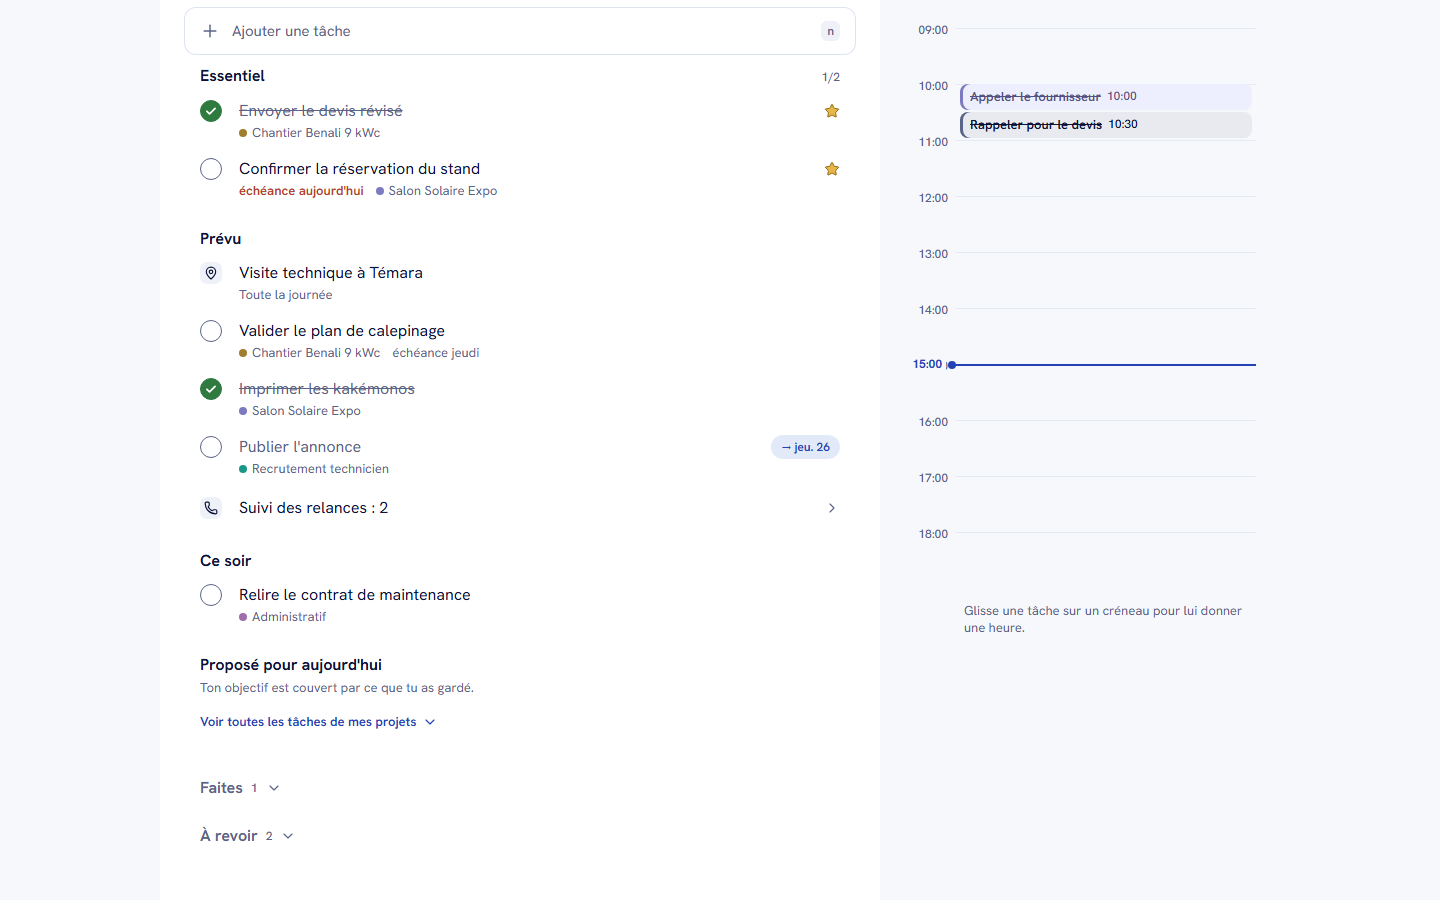 Ajouter une tâche
n
Essentiel
1/2
Envoyer le devis révisé
Chantier Benali 9 kWc
Confirmer la réservation du stand
échéance aujourd'hui Salon Solaire Expo
Prévu
Visite technique à Témara
Toute la journée
Valider le plan de calepinage
Chantier Benali 9 kWc échéance jeudi
Imprimer les kakémonos
Salon Solaire Expo
Publier l'annonce
→ jeu. 26
Recrutement technicien
Suivi des relances : 2
Ce soir
Relire le contrat de maintenance
Administratif
Proposé pour aujourd'hui
Ton objectif est couvert par ce que tu as gardé.
Voir toutes les tâches de mes projets
Faites 1
À revoir 2
09:00
10:00
Appeler le fournisseur 10:00
Rappeler pour le devis 10:30
11:00
12:00
13:00
14:00
15:00
16:00
17:00
18:00
Glisse une tâche sur un créneau pour lui donner
une heure.